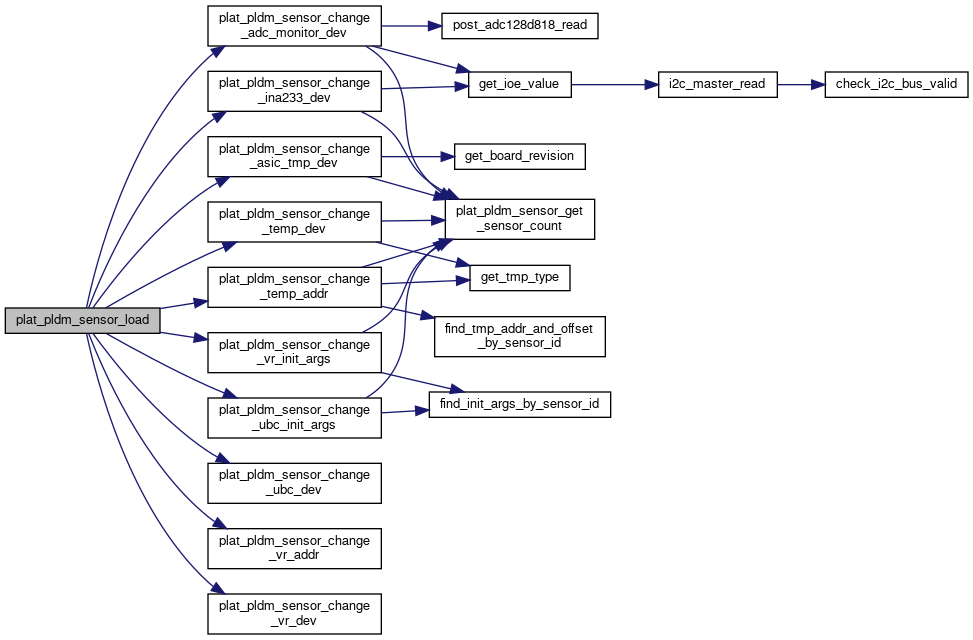 plat_pldm_sensor_load
plat_pldm_sensor_change
_adc_monitor_dev
plat_pldm_sensor_change
_ina233_dev
plat_pldm_sensor_change
_asic_tmp_dev
plat_pldm_sensor_change
_temp_dev
plat_pldm_sensor_change
_temp_addr
plat_pldm_sensor_change
_vr_init_args
plat_pldm_sensor_change
_ubc_init_args
plat_pldm_sensor_change
_ubc_dev
plat_pldm_sensor_change
_vr_addr
plat_pldm_sensor_change
_vr_dev
post_adc128d818_read
get_ioe_value
get_board_revision
plat_pldm_sensor_get
_sensor_count
get_tmp_type
find_tmp_addr_and_offset
_by_sensor_id
find_init_args_by_sensor_id
i2c_master_read
check_i2c_bus_valid